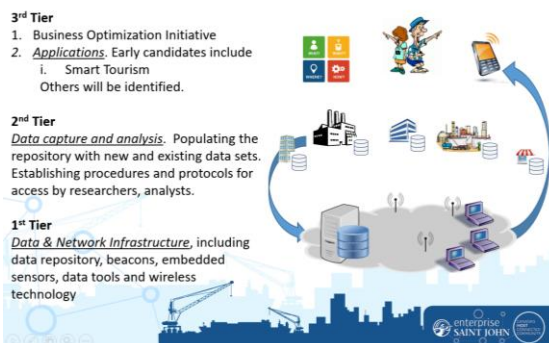 3rd Tier
1. Business Optimization Initiative
2. Applications. Early candidates include
i. Smart Tourism
Others will be identified.
2nd Tier
Data capture and analysis. Populating the
repository with new and existing data sets.
Establishing procedures and protocols for
access by researchers, analysts.
1st Tier
Data & Network Infrastructure, including
data repository, beacons, embedded
sensors, data tools and wireless
technology
enterprise
SAINT JOHN